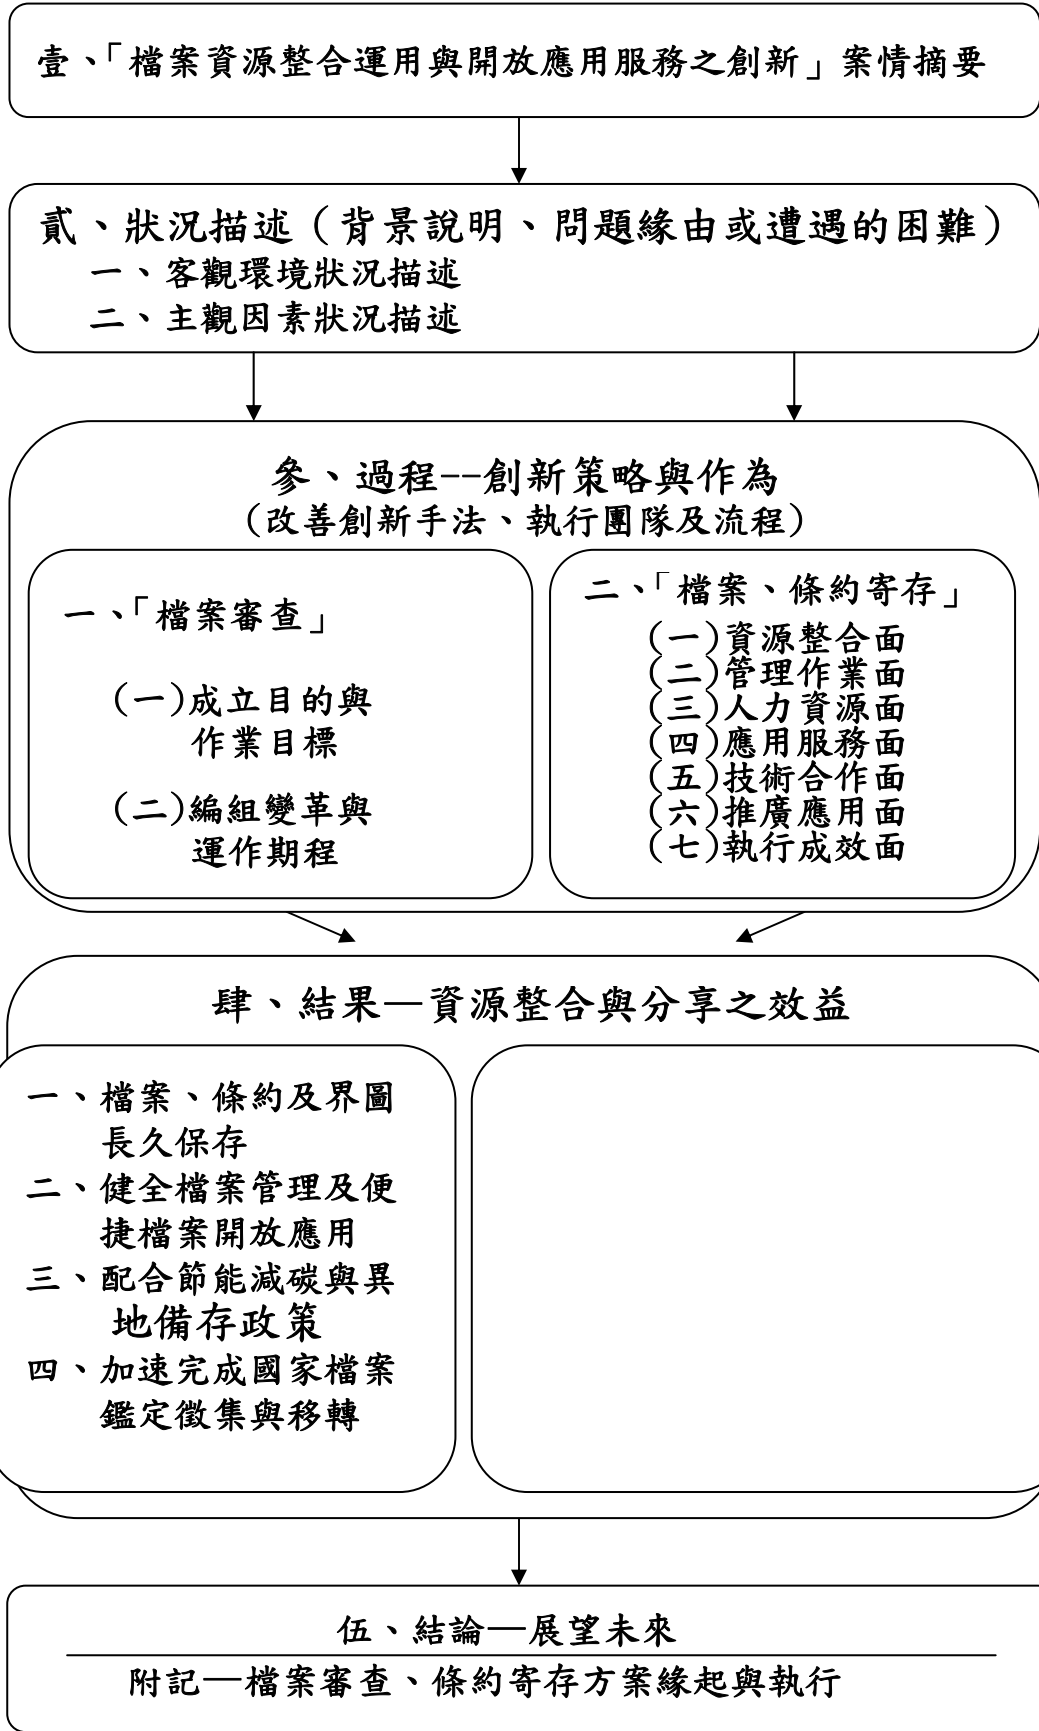 壹、「檔案資源整合運用與開放應用服務之創新」案情摘要
貳、狀況描述(背景說明、問題緣由或遭遇的困難)
一、客觀環境狀況描述
二、主觀因素狀況描述
參、過程--創新策略與作為
(改善創新手法、執行團隊及流程)
一、「檔案審查」
(一)成立目的與
作業目標
(二)編組變革與
運作期程
二、「檔案、條約寄存」
(一)資源整合面
(二)管理作業面
(三)人力資源面
(四)應用服務面
(五)技術合作面
(六)推廣應用面
(七)執行成效面
肆、結果—資源整合與分享之效益
一、檔案、條約及界圖
長久保存
二、健全檔案管理及便
捷檔案開放應用
三、配合節能減碳與異
地備存政策
四、加速完成國家檔案
鑑定徵集與移轉
伍、結論—展望未來
附記—檔案審查、條約寄存方案緣起與執行